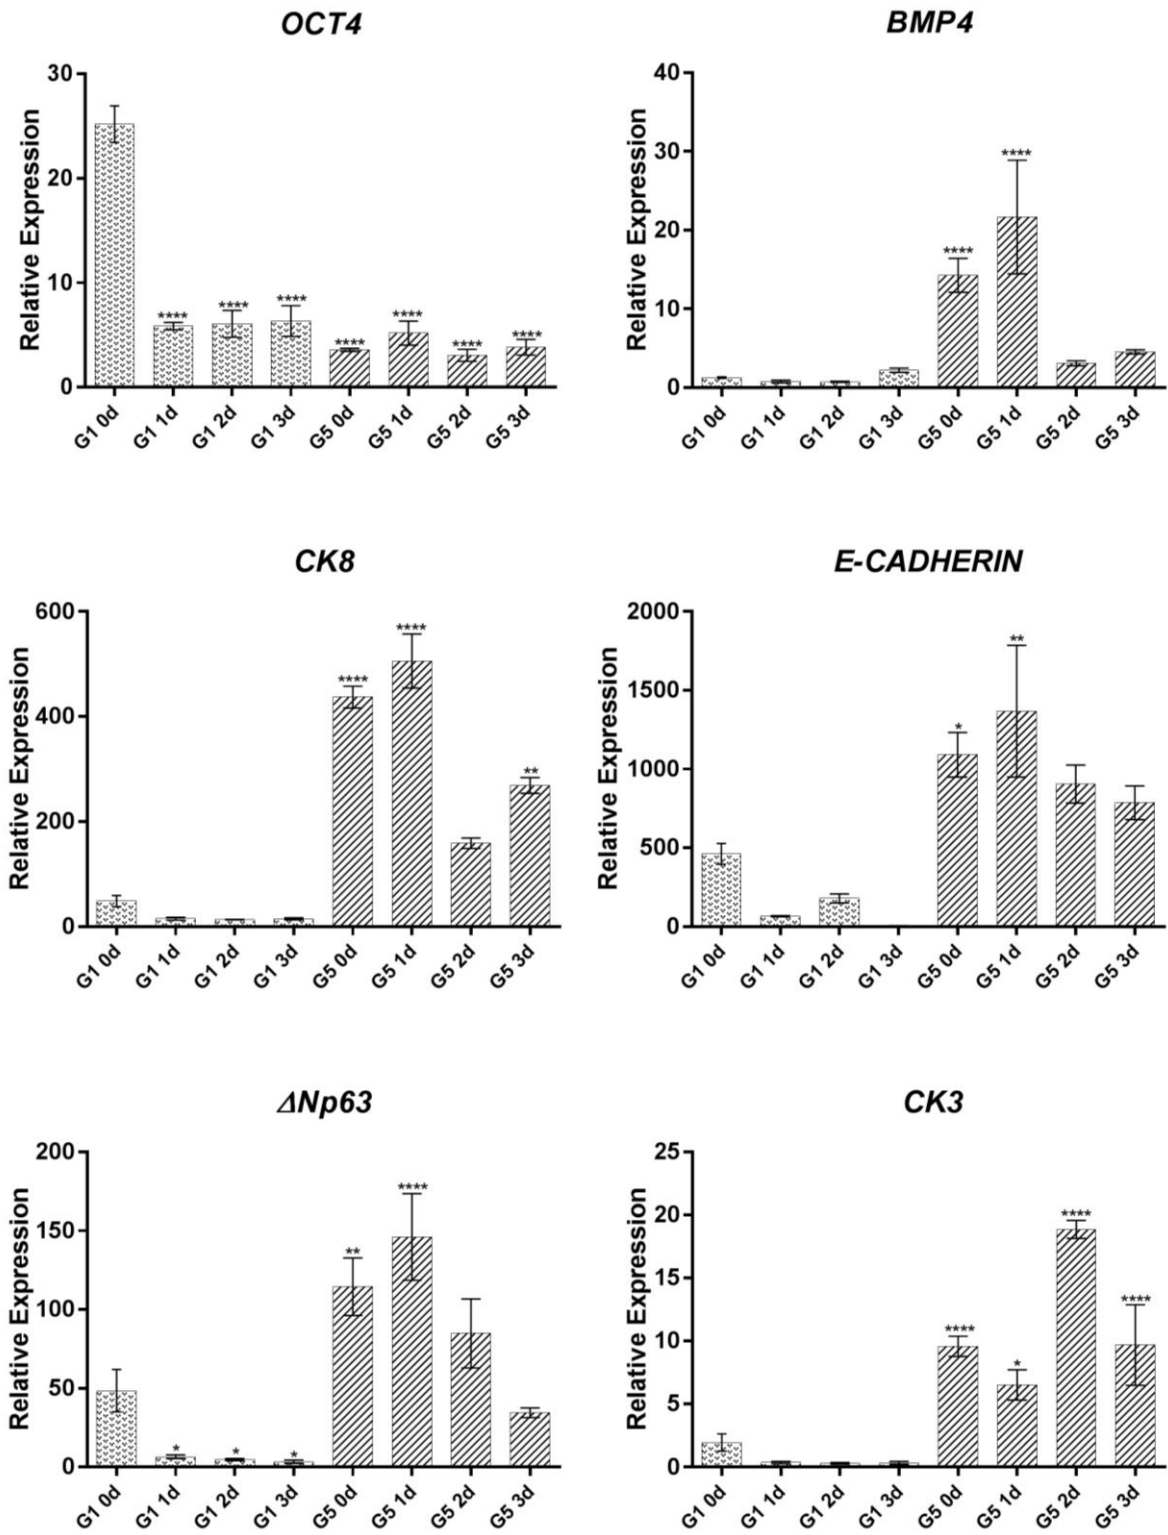 OCT4
BMP4
Relative Expression
30
20
10
0
****
****
****
****
****
****
****
G1 0d
G1 1d
G1 2d
G1 3d
G5 0d
G5 1d
G5 2d
G5 3d
Relative Expression
40
30
20
10
0
****
****
G1 0d
G1 1d
G1 2d
G1 3d
G5 0d
G5 1d
G5 2d
G5 3d
CK8
E-CADHERIN
Relative Expression
600
400
200
0
****
****
**
G1 0d
G1 1d
G1 2d
G1 3d
G5 0d
G5 1d
G5 2d
G5 3d
Relative Expression
2000
1500
1000
500
0
*
**
G1 0d
G1 1d
G1 2d
G1 3d
G5 0d
G5 1d
G5 2d
G5 3d
ΔNp63
CK3
Relative Expression
200
150
100
50
0
*
*
*
**
****
G1 0d
G1 1d
G1 2d
G1 3d
G5 0d
G5 1d
G5 2d
G5 3d
Relative Expression
25
20
15
10
5
0
****
*
****
****
G1 0d
G1 1d
G1 2d
G1 3d
G5 0d
G5 1d
G5 2d
G5 3d